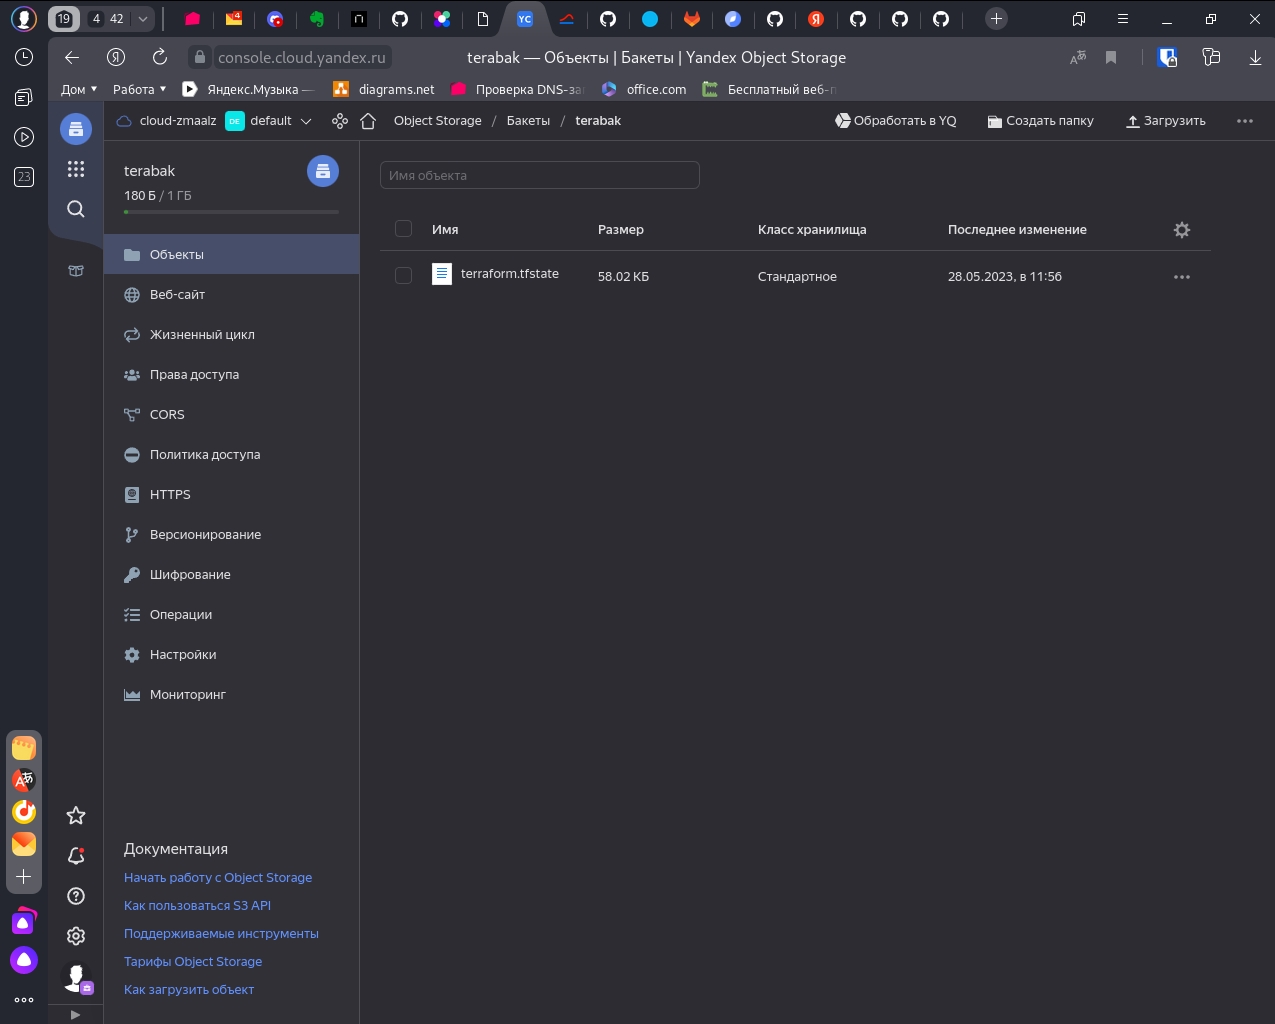 19
4 42
4
YC
Я
Я
console.cloud.yandex.ru
terabak — Объекты | Бакеты | Yandex Object Storage
Дом
Работа
Яндекс.Музыка —
diagrams.net
Проверка DNS-за
office.com
Бесплатный веб-п
23
cloud-zmaalz
DE
default
Object Storage / Бакеты / terabak
Обработать в YQ
Создать папку
Загрузить
terabak
180 Б / 1 ГБ
Объекты
Веб-сайт
Жизненный цикл
Права доступа
CORS
Политика доступа
HTTPS
Версионирование
Шифрование
Операции
Настройки
Мониторинг
Документация
Начать работу с Object Storage
Как пользоваться S3 API
Поддерживаемые инструменты
Тарифы Object Storage
Как загрузить объект
Имя объекта
Имя
Размер
Класс хранилища
Последнее изменение
terraform.tfstate
58.02 КБ
Стандартное
28.05.2023, в 11:56